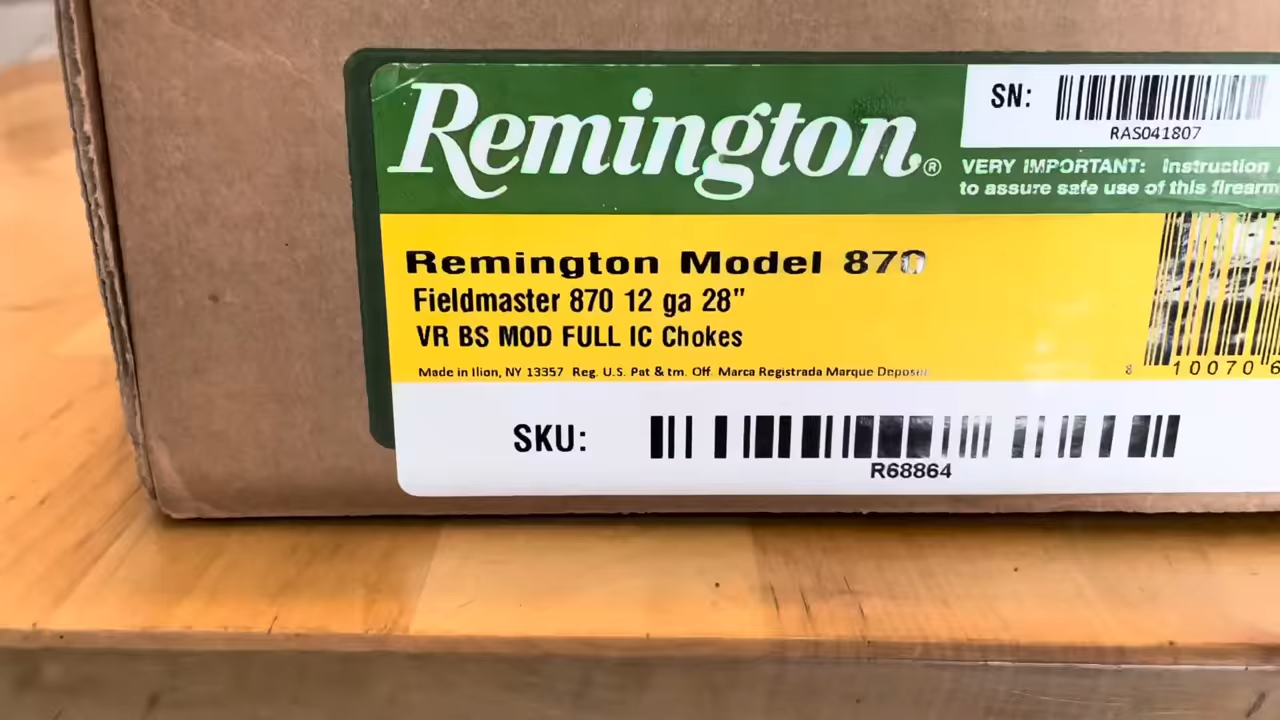 Remington®
SN:
RAS041807
VERY IMPORTANT: Instruction
to assure safe use of this firearm
Remington Model 870
Fieldmaster 870 12 ga 28"
VR BS MOD FULL IC Chokes
Made in Ilion, NY 13357 Reg. U.S. Pat & tm. Off. Marca Registrada Marque
8 10070 6
SKU:
R68864